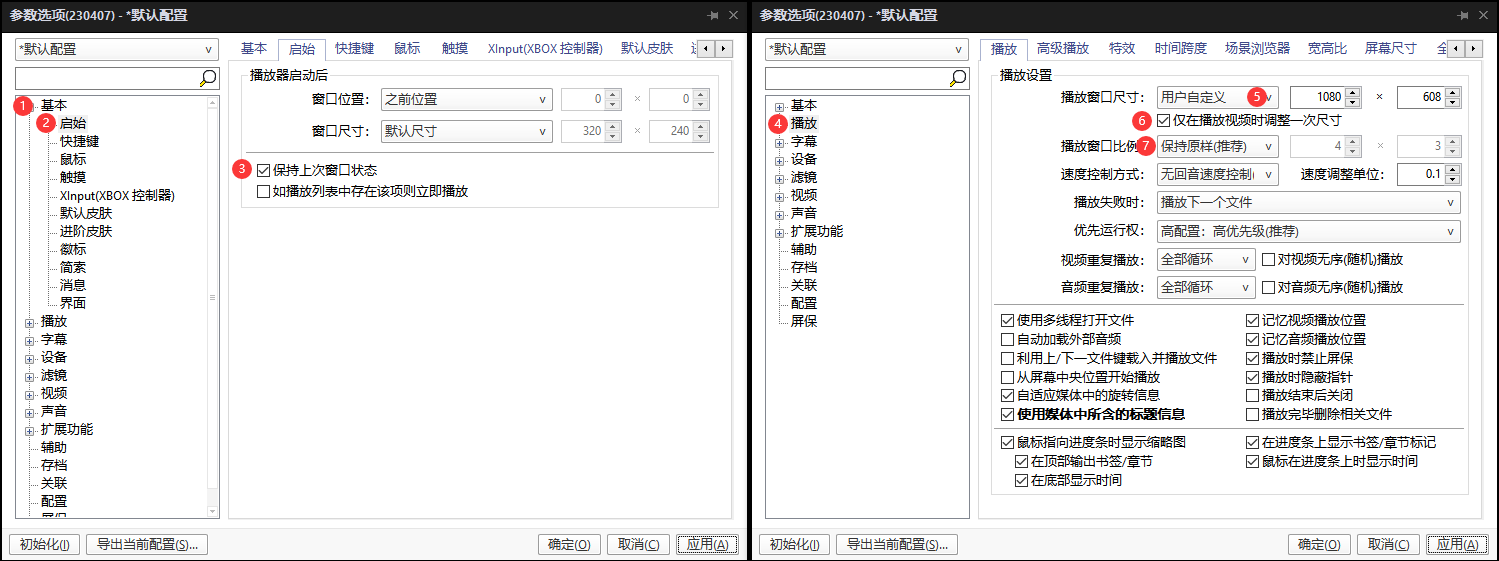 参数选项(230407) - *默认配置
*默认配置
基本 启始 快捷键 鼠标 触摸 XInput(XBOX 控制器) 默认皮肤
1 基本
2 启始
快捷键
鼠标
触摸
XInput(XBOX 控制器)
默认皮肤
进阶皮肤
徽标
简索
消息
界面
播放
字幕
设备
滤镜
视频
声音
扩展功能
辅助
存档
关联
配置
屏保
播放器启动后
窗口位置: 之前位置 0 × 0
窗口尺寸: 默认尺寸 320 × 240
3 保持上次窗口状态
如播放列表中存在该项则立即播放
初始化(I) 导出当前配置(S)... 确定(O) 取消(C) 应用(A)
参数选项(230407) - *默认配置
*默认配置
播放 高级播放 特效 时间跨度 场景浏览器 宽高比 屏幕尺寸 全
基本
4 播放
字幕
设备
滤镜
视频
声音
扩展功能
辅助
存档
关联
配置
屏保
播放设置
播放窗口尺寸: 用户自定义 5 1080 × 608
6 仅在播放视频时调整一次尺寸
播放窗口比例 7 保持原样(推荐) 4 × 3
速度控制方式: 无回音速度控制( 速度调整单位: 0.1
播放失败时: 播放下一个文件
优先运行权: 高配置: 高优先级(推荐)
视频重复播放: 全部循环 对视频无序(随机)播放
音频重复播放: 全部循环 对音频无序(随机)播放
使用多线程打开文件 记忆视频播放位置
自动加载外部音频 记忆音频播放位置
利用上/下一文件键载入并播放文件 播放时禁止屏保
从屏幕中央位置开始播放 播放时隐蔽指针
自适应媒体中的旋转信息 播放结束后关闭
使用媒体中所含的标题信息 播放完毕删除相关文件
鼠标指向进度条时显示缩略图 在进度条上显示书签/章节标记
在顶部输出书签/章节 鼠标在进度条上时显示时间
在底部显示时间
初始化(I) 导出当前配置(S)... 确定(O) 取消(C) 应用(A)